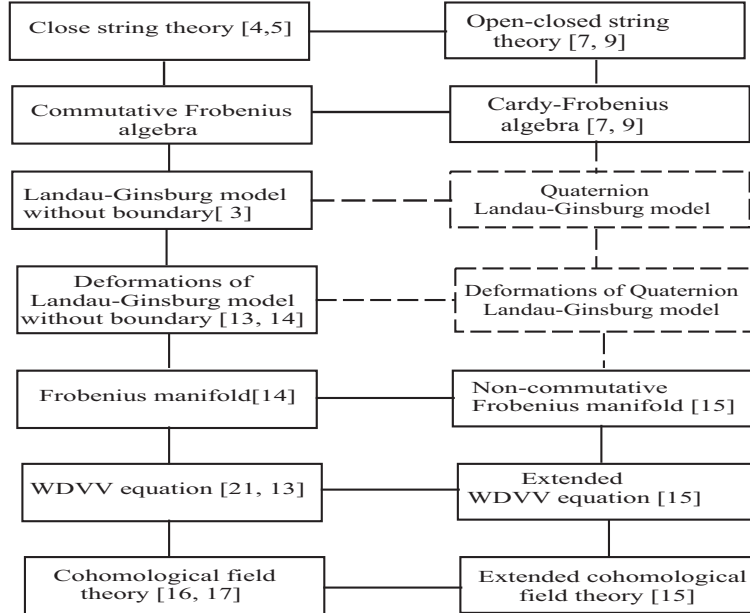 Close string theory [4,5]
Open-closed string
theory [7, 9]
Commutative Frobenius
algebra
Cardy-Frobenius
algebra [7, 9]
Landau-Ginsburg model
without boundary[ 3]
Quaternion
Landau-Ginsburg model
Deformations of
Landau-Ginsburg model
without boundary [13, 14]
Deformations of Quaternion
Landau-Ginsburg model
Frobenius manifold[14]
Non-commutative
Frobenius manifold [15]
WDVV equation [21, 13]
Extended
WDVV equation [15]
Cohomological field
theory [16, 17]
Extended cohomological
field theory [15]